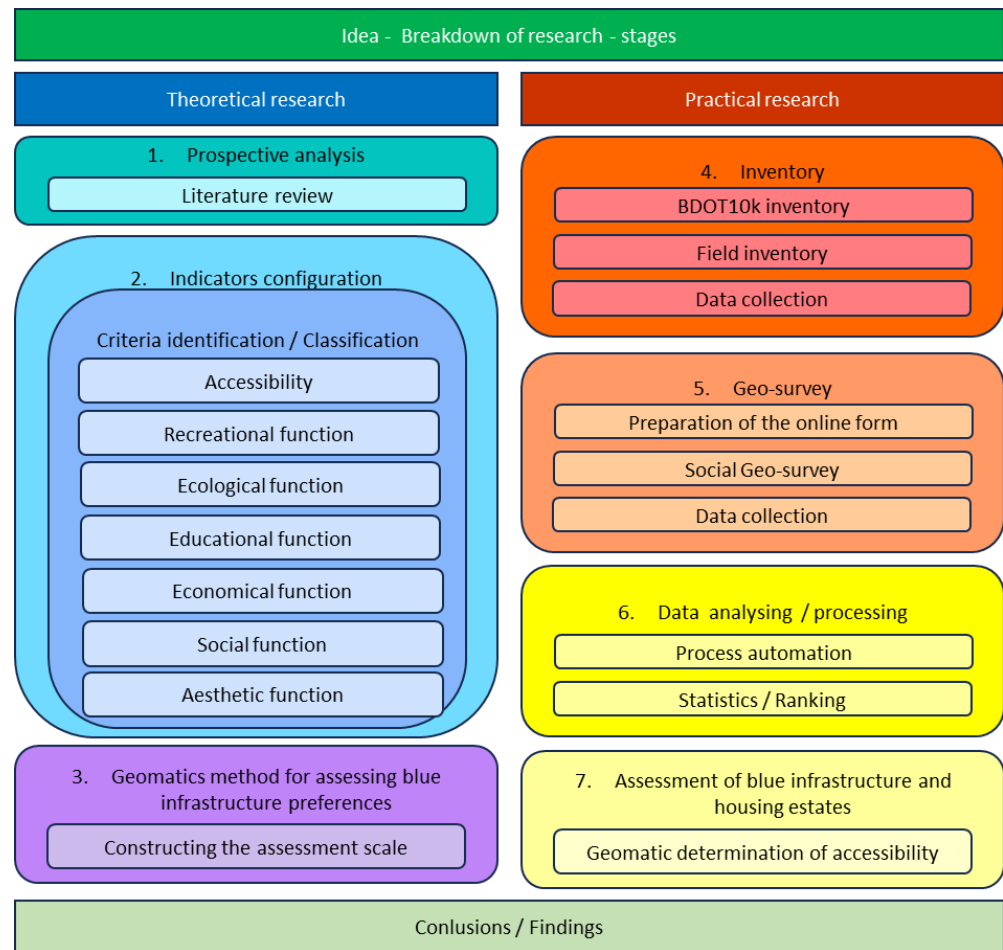 Idea - Breakdown of research - stages
Theoretical research
1. Prospective analysis
Literature review
2. Indicators configuration
Criteria identification / Classification
Accessibility
Recreational function
Ecological function
Educational function
Economical function
Social function
Aesthetic function
3. Geomatics method for assessing blue
infrastructure preferences
Constructing the assessment scale
Practical research
4. Inventory
BDOT10k inventory
Field inventory
Data collection
5. Geo-survey
Preparation of the online form
Social Geo-survey
Data collection
6. Data analysing / processing
Process automation
Statistics / Ranking
7. Assessment of blue infrastructure and
housing estates
Geomatic determination of accessibility
Conlusions / Findings